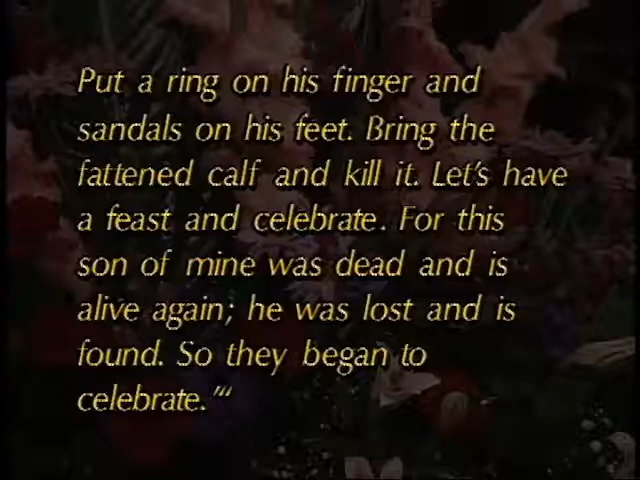 Put a ring on his finger and
sandals on his feet. Bring the
fattened calf and kill it. Let's have
a feast and celebrate. For this
son of mine was dead and is
alive again; he was lost and is
found. So they began to
celebrate."'